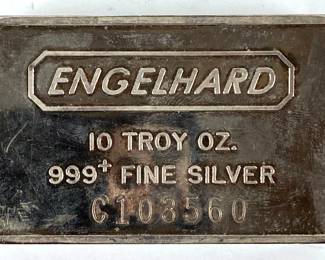 ENGELHARD
10 TROY OZ.
999+ FINE SILVER
C103560